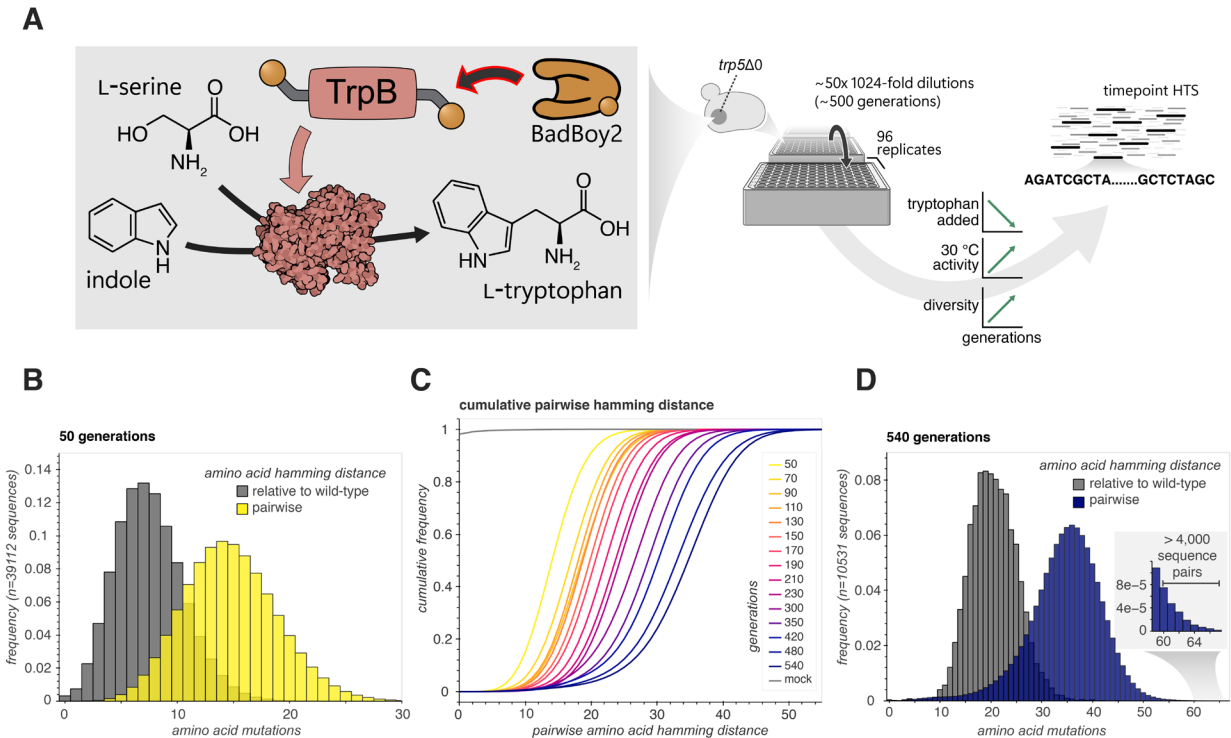 A
L-serine
O
HO
OH
NH2
TrpB
BadBoy2
indole
N
H
O
OH
HN
NH2
L-tryptophan
trp5Δ0
~50x 1024-fold dilutions
(~500 generations)
96
replicates
timepoint HTS
AGATCGCTA.......GCTCTAGC
tryptophan
added
30 °C
activity
diversity
generations
B
50 generations
frequency (n=39112 sequences)
0.14
0.12
0.1
0.08
0.06
0.04
0.02
0
amino acid hamming distance
relative to wild-type
pairwise
0 10 20 30
amino acid mutations
C
cumulative pairwise hamming distance
cumulative frequency
1
0.8
0.6
0.4
0.2
0
generations
50
70
90
110
130
150
170
190
210
230
300
350
420
480
540
mock
0 10 20 30 40 50
pairwise amino acid hamming distance
D
540 generations
frequency (n=10531 sequences)
0.08
0.06
0.04
0.02
0
amino acid hamming distance
relative to wild-type
pairwise
> 4,000
sequence
pairs
8e−5
4e−5
0
60 64
0 10 20 30 40 50 60
amino acid mutations